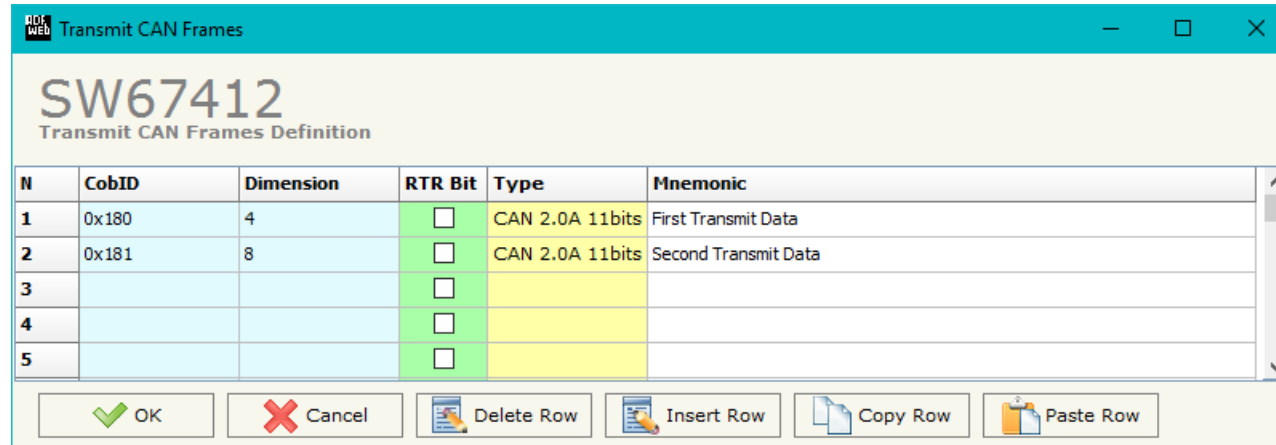 ADF WEB Transmit CAN Frames
SW67412
Transmit CAN Frames Definition
N CobID Dimension RTR Bit Type Mnemonic
1 0x180 4 CAN 2.0A 11bits First Transmit Data
2 0x181 8 CAN 2.0A 11bits Second Transmit Data
3
4
5
OK Cancel Delete Row Insert Row Copy Row Paste Row